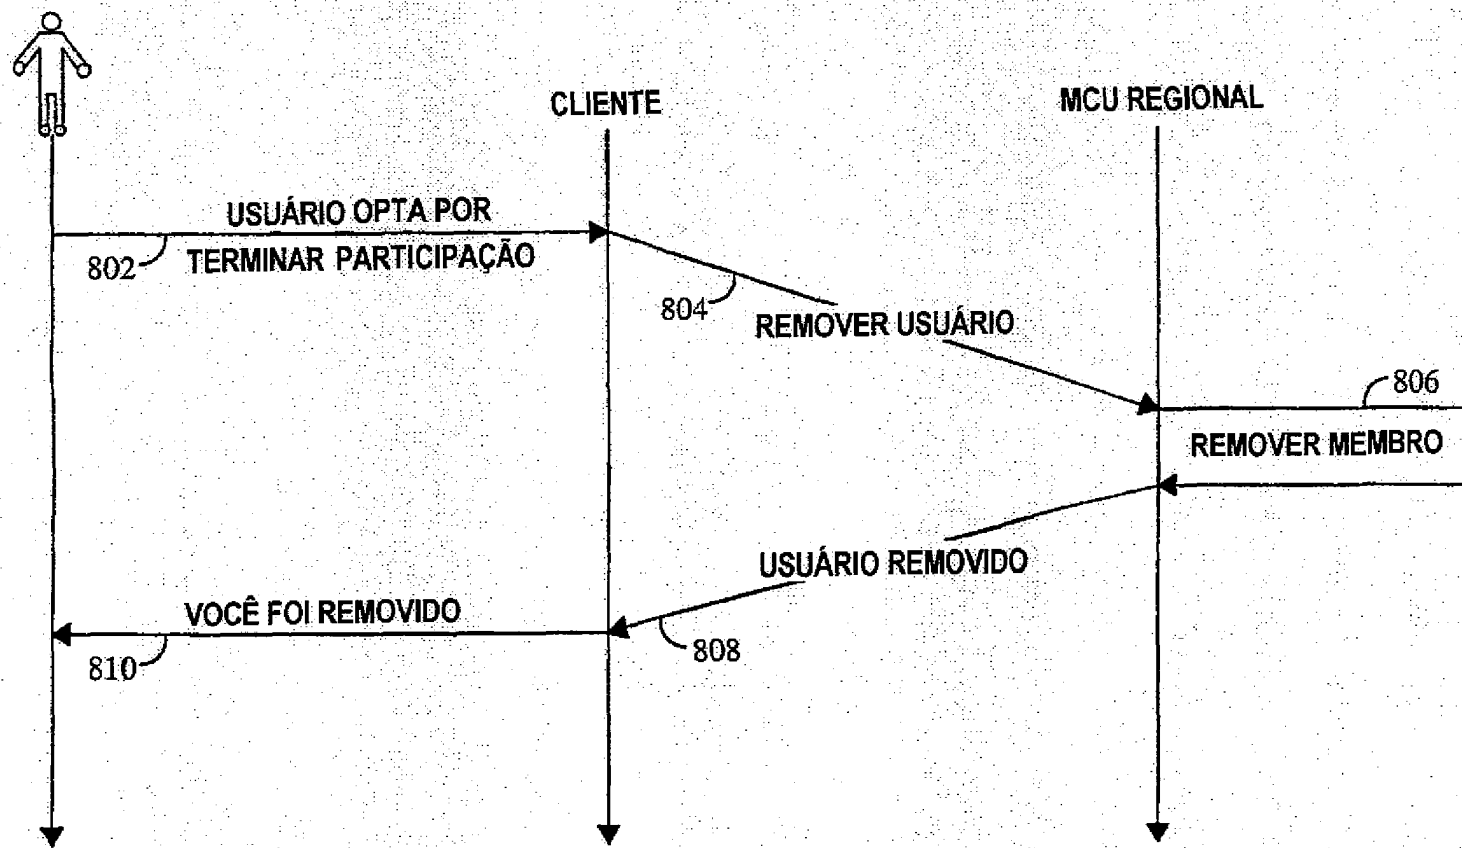 CLIENTE
MCU REGIONAL
USUÁRIO OPTA POR
802
TERMINAR PARTICIPAÇÃO
804
REMOVER USUÁRIO
806
REMOVER MEMBRO
USUÁRIO REMOVIDO
VOCÊ FOI REMOVIDO
808
810